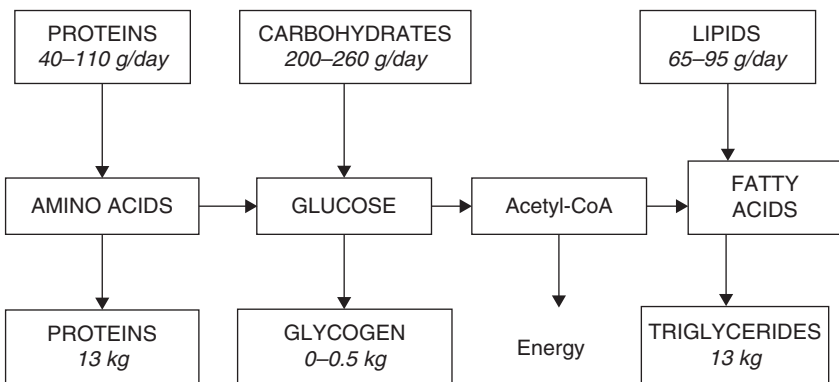 PROTEINS
40–110 g/day
CARBOHYDRATES
200–260 g/day
LIPIDS
65–95 g/day
AMINO ACIDS
GLUCOSE
Acetyl-CoA
FATTY
ACIDS
PROTEINS
13 kg
GLYCOGEN
0–0.5 kg
Energy
TRIGLYCERIDES
13 kg